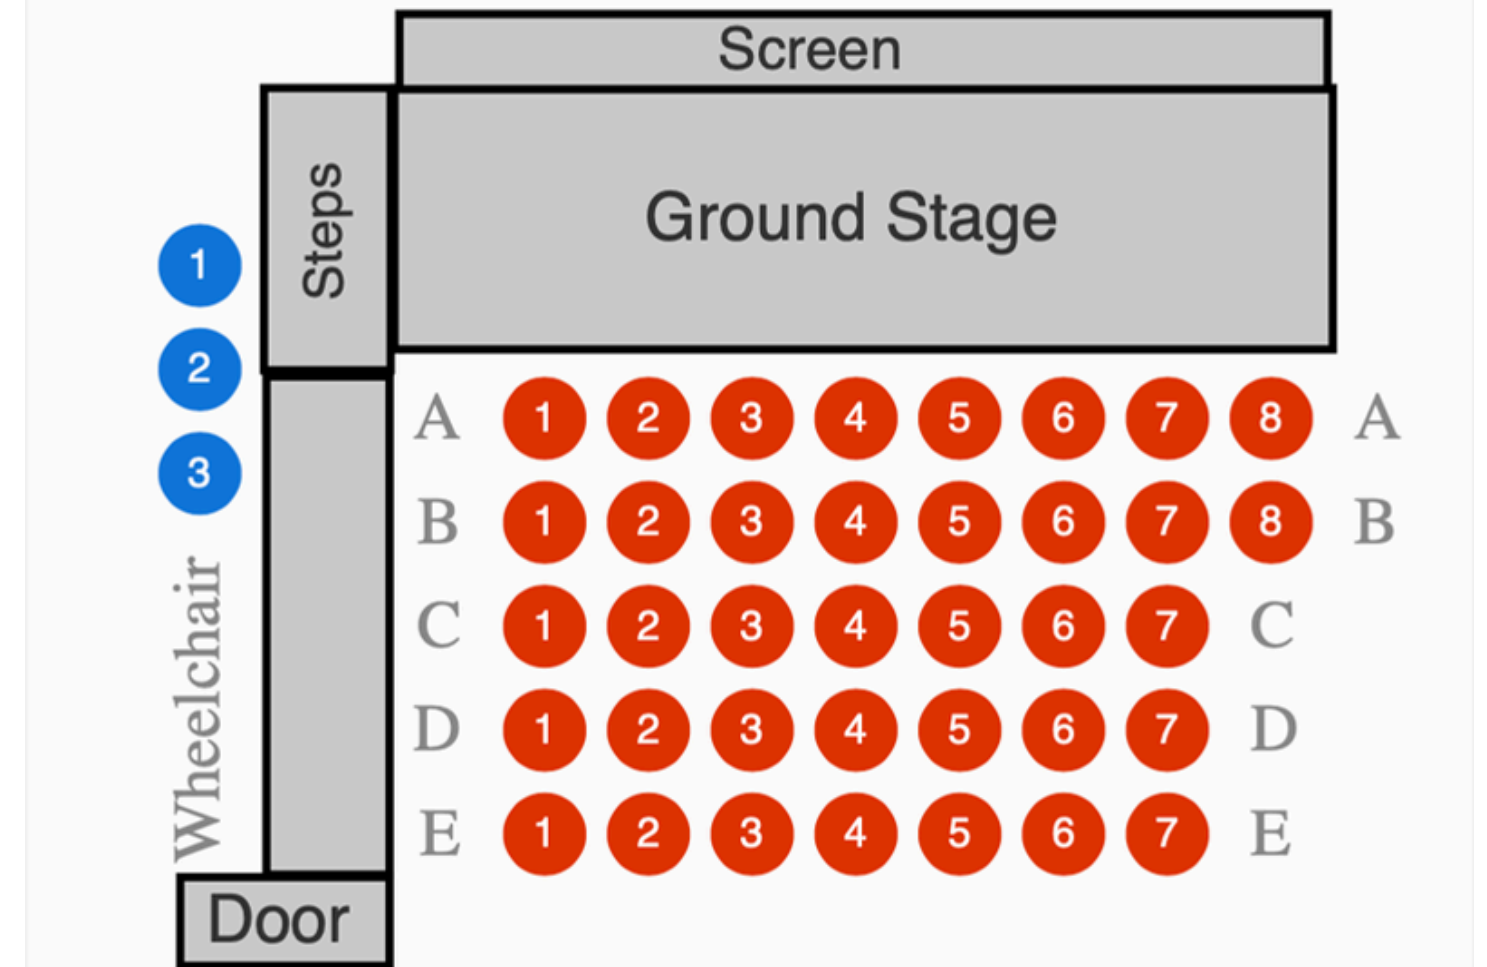 Screen
Steps
Ground Stage
1
2
3
Wheelchair
A 1 2 3 4 5 6 7 8 A
B 1 2 3 4 5 6 7 8 B
C 1 2 3 4 5 6 7 C
D 1 2 3 4 5 6 7 D
E 1 2 3 4 5 6 7 E
Door